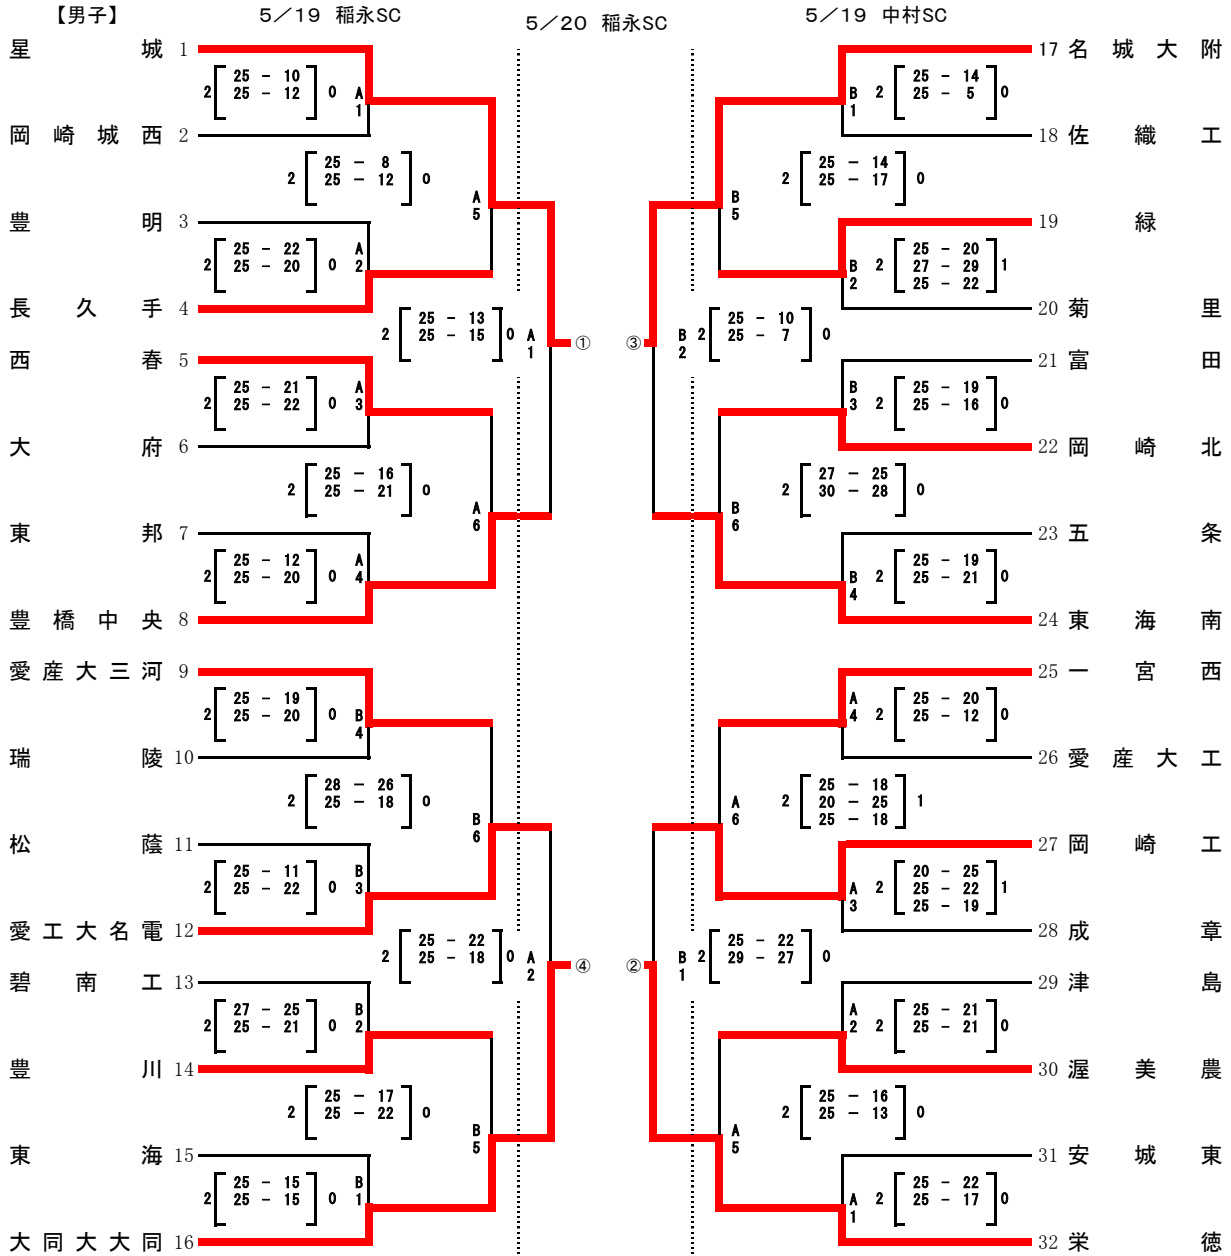 【男子】 5／19 稲永SC 5／20 稲永SC 5／19 中村SC
星城 1
25 - 10
2 25 - 12 0 A1
岡崎城西 2
25 - 8
2 25 - 12 0 A5
豊明 3
25 - 22
2 25 - 20 0 A2
長久手 4
25 - 13
2 25 - 15 0 A1 ①
西春 5
25 - 21
2 25 - 22 0 A3
大府 6
25 - 16
2 25 - 21 0 A6
東邦 7
25 - 12
2 25 - 20 0 A4
豊橋中央 8
愛産大三河 9
25 - 19
2 25 - 20 0 B4
瑞陵 10
28 - 26
2 25 - 18 0 B6
松蔭 11
25 - 11
2 25 - 22 0 B3
愛工大名電 12
25 - 22
2 25 - 18 0 A2 ④
碧南工 13
27 - 25
2 25 - 21 0 B2
豊川 14
25 - 17
2 25 - 22 0 B5
東海 15
25 - 15
2 25 - 15 0 B1
大同大大同 16
17 名城大附
25 - 14
B1 2 25 - 5 0
18 佐織工
25 - 14
B5 2 25 - 17 0
19 緑
25 - 20
B2 2 27 - 29 1
25 - 22
20 菊里
25 - 10
③ B2 2 25 - 7 0
21 富田
25 - 19
B3 2 25 - 16 0
22 岡崎北
27 - 25
B6 2 30 - 28 0
23 五条
25 - 19
B4 2 25 - 21 0
24 東海南
25 一宮西
25 - 20
A4 2 25 - 12 0
26 愛産大工
25 - 18
A6 2 20 - 25 1
25 - 18
27 岡崎工
20 - 25
A3 2 25 - 22 1
25 - 19
28 成章
25 - 22
② B1 2 29 - 27 0
29 津島
25 - 21
A2 2 25 - 21 0
30 渥美農
25 - 16
A5 2 25 - 13 0
31 安城東
25 - 22
A1 2 25 - 17 0
32 栄徳